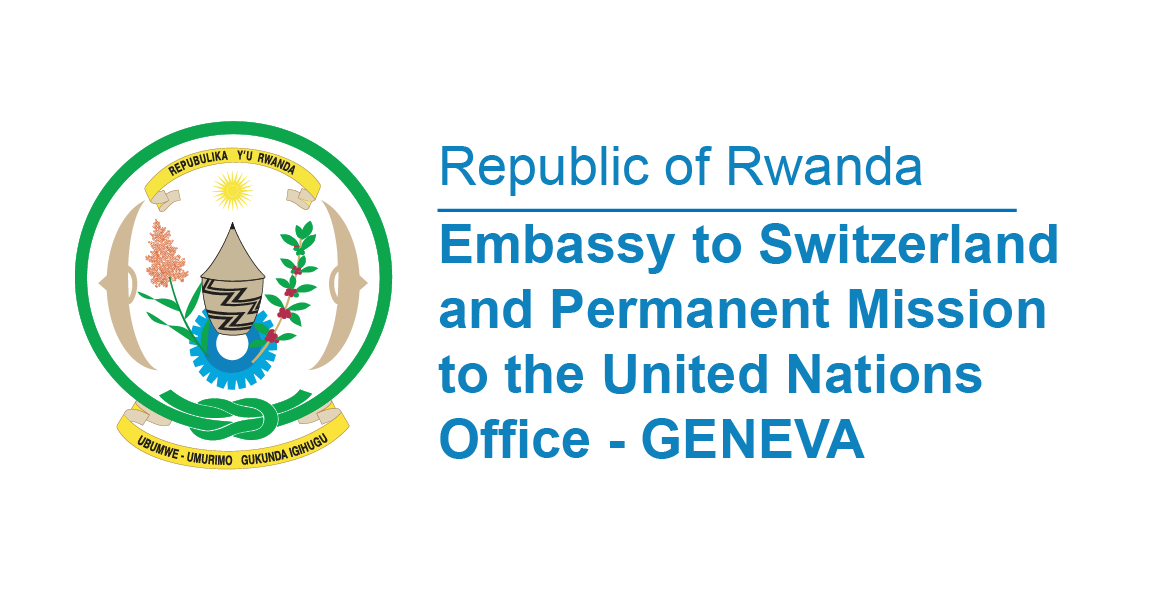 REPUBULIKA Y'U RWANDA
UBUMWE - UMURIMO GUKUNDA IGIHUGU
Republic of Rwanda
Embassy to Switzerland
and Permanent Mission
to the United Nations
Office - GENEVA